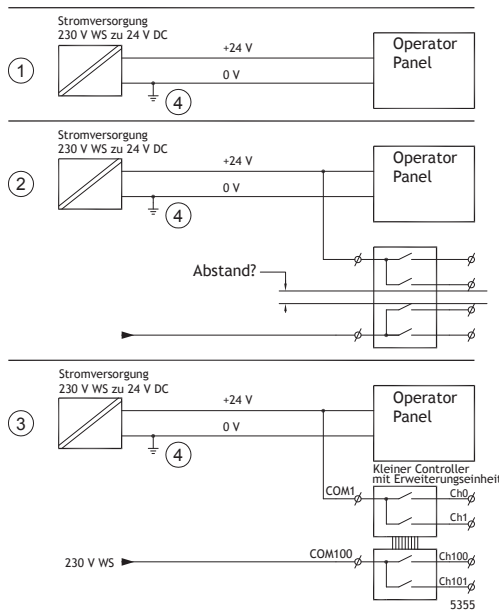 Stromversorgung
230 V WS zu 24 V DC
+24 V
Operator
Panel
1
0 V
4
Stromversorgung
230 V WS zu 24 V DC
+24 V
Operator
Panel
2
0 V
4
Abstand?
Stromversorgung
230 V WS zu 24 V DC
+24 V
Operator
Panel
3
0 V
4
Kleiner Controller
mit Erweiterungseinheit
COM1
Ch0
Ch1
230 V WS
COM100
Ch100
Ch101
5355